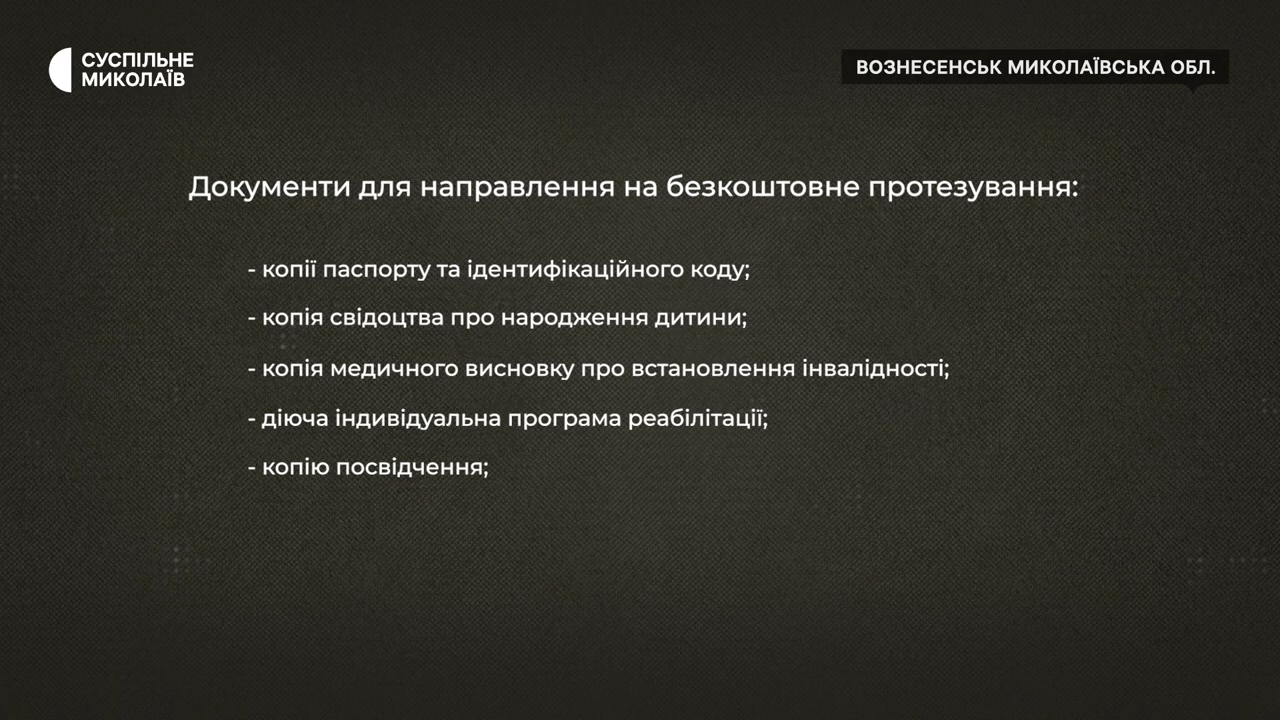 СУСПІЛЬНЕ
МИКОЛАЇВ
ВОЗНЕСЕНСЬК МИКОЛАЇВСЬКА ОБЛ.
Документи для направлення на безкоштовне протезування:
- копії паспорту та ідентифікаційного коду;
- копія свідоцтва про народження дитини;
- копія медичного висновку про встановлення інвалідності;
- діюча індивідуальна програма реабілітації;
- копію посвідчення;